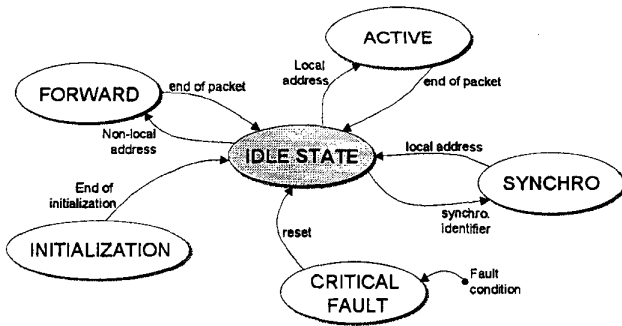 ACTIVE
Local
address
end of packet
FORWARD
end of packet
Non-local
address
IDLE STATE
local address
SYNCHRO
synchro.
identifier
End of
initialization
INITIALIZATION
reset
CRITICAL
FAULT
Fault
condition